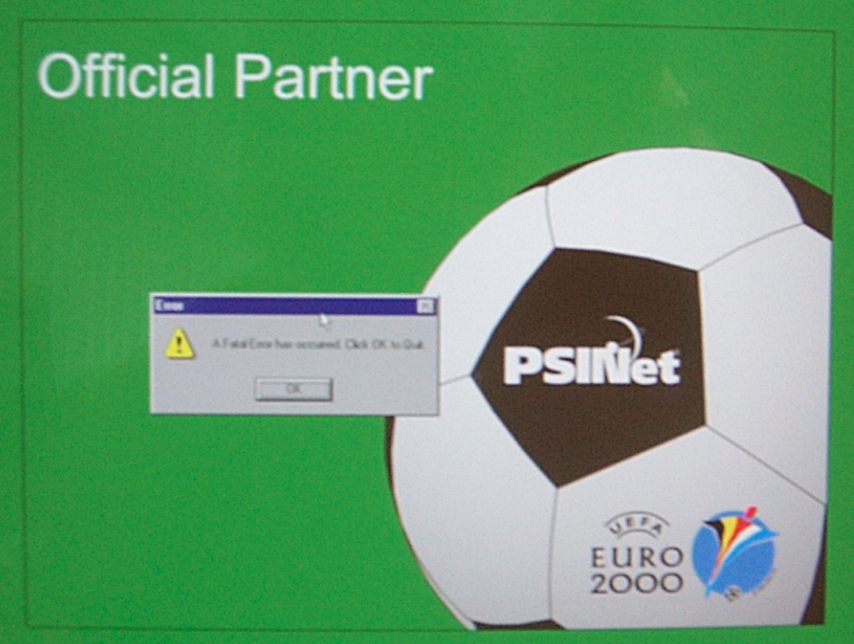 Official Partner
Error
A Fatal Error has occurred. Click OK to Quit.
OK
PSINet
UEFA
EURO
2000